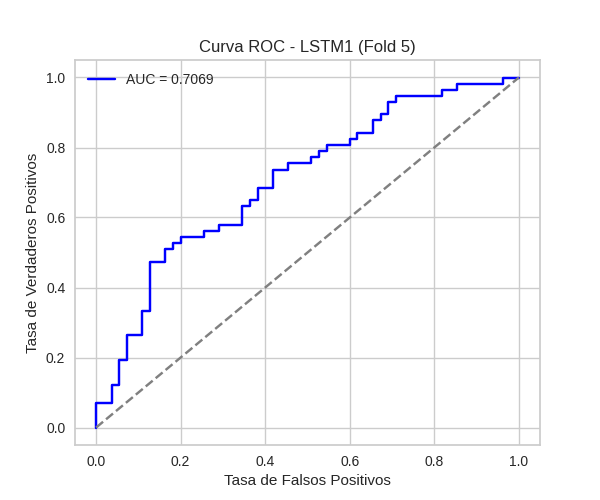 Curva ROC - LSTM1 (Fold 5)
AUC = 0.7069
Tasa de Verdaderos Positivos
1.0
0.8
0.6
0.4
0.2
0.0
0.0 0.2 0.4 0.6 0.8 1.0
Tasa de Falsos Positivos